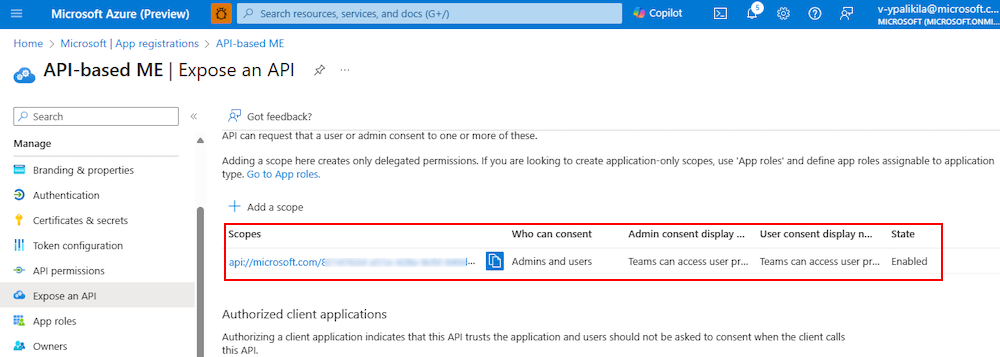 Microsoft Azure (Preview)
Search resources, services, and docs (G+/)
Copilot
5
v-ypalikila@microsoft.c...
MICROSOFT (MICROSOFT.ONMI...
Home > Microsoft | App registrations > API-based ME >
API-based ME | Expose an API
Search
Got feedback?
API can request that a user or admin consent to one or more of these.
Manage
Adding a scope here creates only delegated permissions. If you are looking to create application-only scopes, use 'App roles' and define app roles assignable to application
type. Go to App roles.
Branding & properties
Authentication
Certificates & secrets
Token configuration
API permissions
Expose an API
App roles
Owners
Add a scope
Scopes Who can consent Admin consent display ... User consent display n... State
api://microsoft.com/8 ... Admins and users Teams can access user pr... Teams can access user pr... Enabled
Authorized client applications
Authorizing a client application indicates that this API trusts the application and users should not be asked to consent when the client calls
this API.